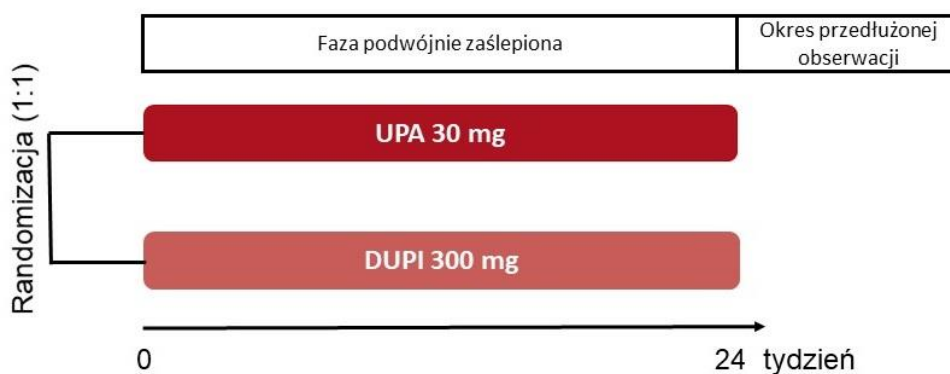 Faza podwójnie zaślepiona
Okres przedłużonej
obserwacji
Randomizacja (1:1)
UPA 30 mg
DUPI 300 mg
0
24 tydzień